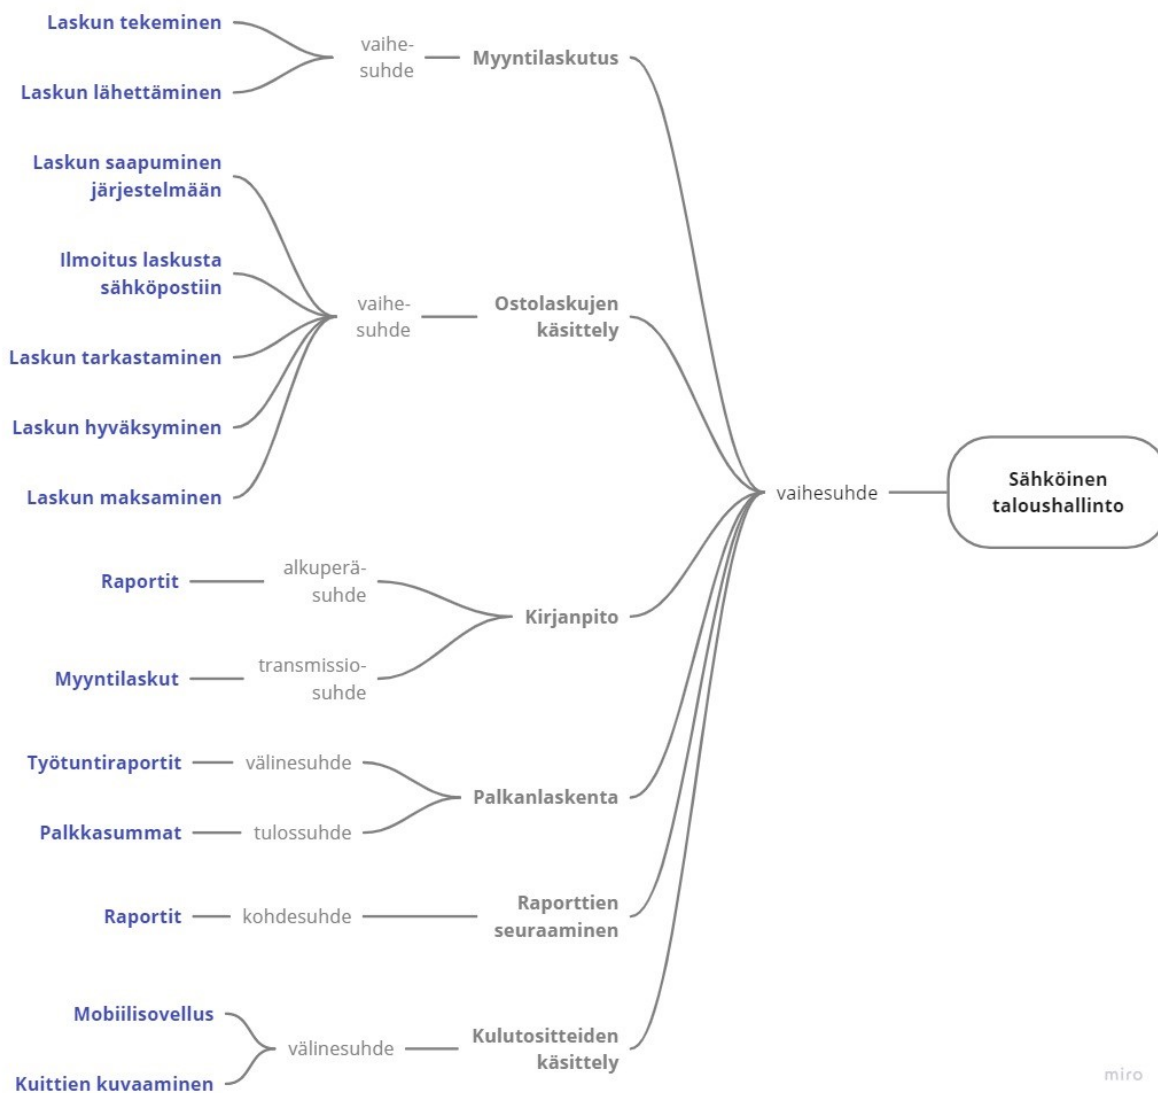 Laskun tekeminen
vaihe-
suhde
Myyntilaskutus
Laskun lähettäminen
Laskun saapuminen
järjestelmään
Ilmoitus laskusta
sähköpostiin
vaihe-
suhde
Ostolaskujen
käsittely
Laskun tarkastaminen
Laskun hyväksyminen
Laskun maksaminen
vaihesuhde
Sähköinen
taloushallinto
Raportit
alkuperä-
suhde
Kirjanpito
Myyntilaskut
transmissio-
suhde
Työtuntiraportit
välinesuhde
Palkanlaskenta
Palkkasummat
tulossuhde
Raportit
kohdesuhde
Raporttien
seuraaminen
Mobiilisovellus
välinesuhde
Kulutositteiden
käsittely
Kuittien kuvaaminen
miro